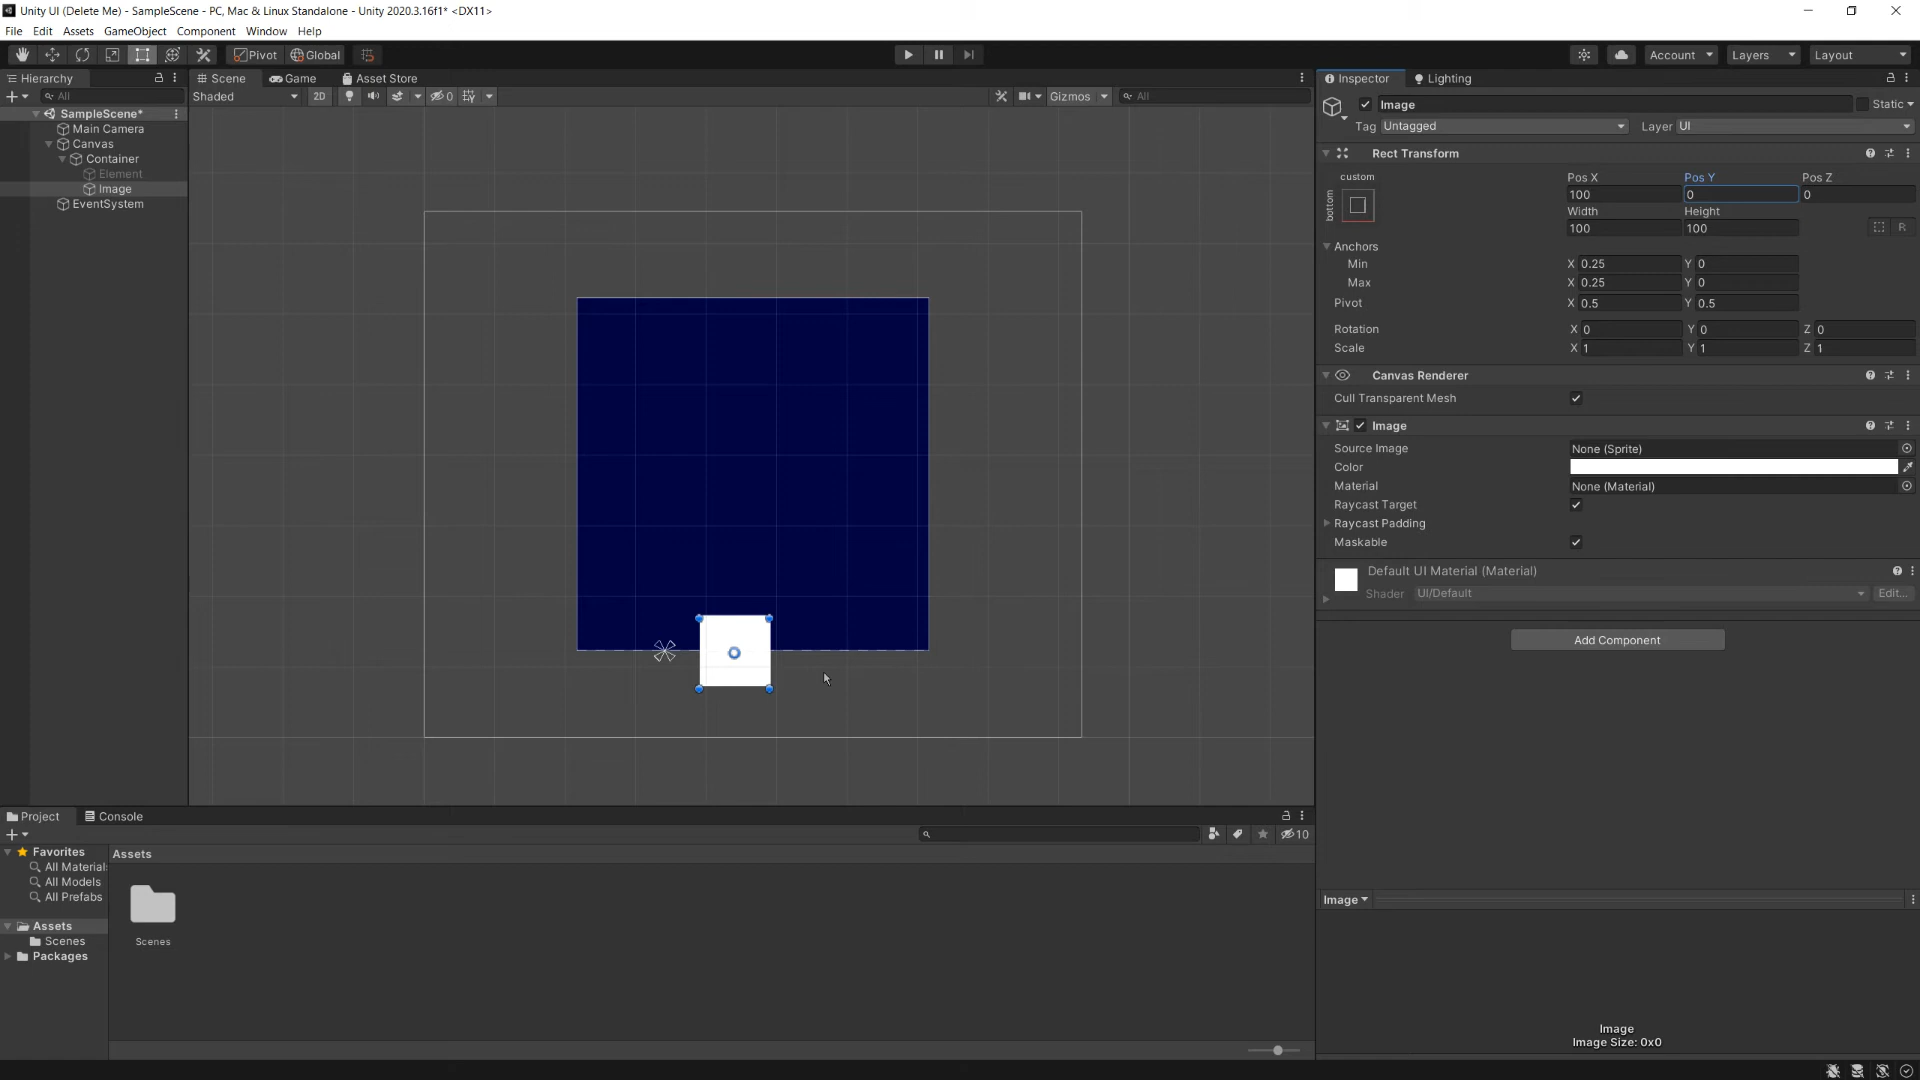 Unity UI (Delete Me) - SampleScene - PC, Mac & Linux Standalone - Unity 2020.3.16f1* <DX11>
File Edit Assets GameObject Component Window Help
Pivot Global Account Layers Layout
Hierarchy Scene Game Asset Store Inspector Lighting
All Shaded 2D 0 Gizmos All
Image Static
Tag Untagged Layer UI
SampleScene*
Main Camera
Canvas
Container
Element
Image
EventSystem
Rect Transform
custom
bottom
Pos X Pos Y Pos Z
100 0 0
Width Height
100 100 R
Anchors
Min X 0.25 Y 0
Max X 0.25 Y 0
Pivot X 0.5 Y 0.5
Rotation X 0 Y 0 Z 0
Scale X 1 Y 1 Z 1
Canvas Renderer
Cull Transparent Mesh
Image
Source Image None (Sprite)
Color
Material None (Material)
Raycast Target
Raycast Padding
Maskable
Default UI Material (Material)
Shader UI/Default Edit...
Add Component
Project Console
10
Favorites
All Material
All Models
All Prefabs
Assets
Scenes
Packages
Assets
Scenes
Image
Image
Image Size: 0x0